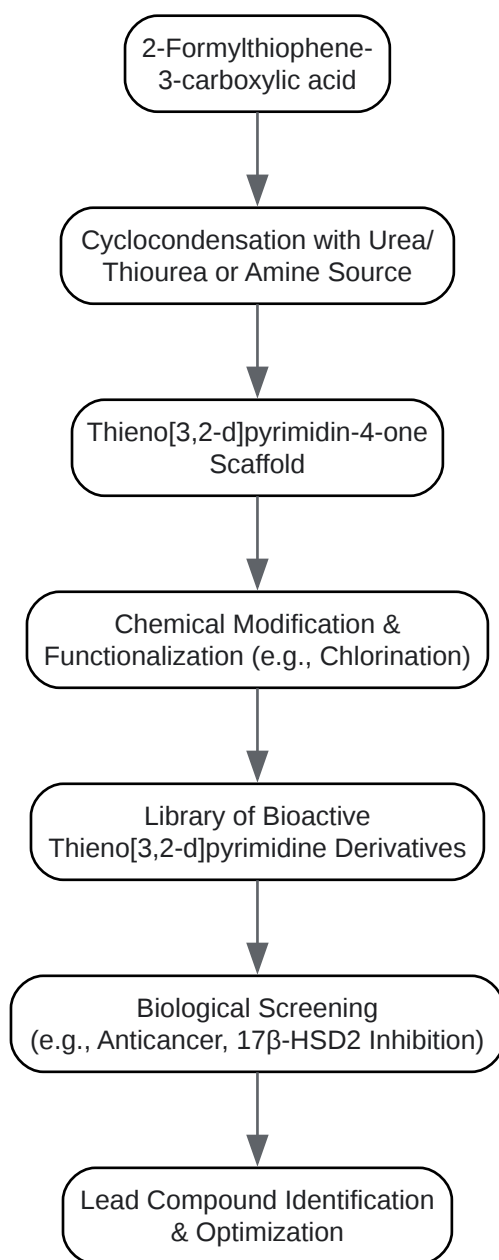 2-Formylthiophene-
3-carboxylic acid
Cyclocondensation with Urea/
Thiourea or Amine Source
Thieno[3,2-d]pyrimidin-4-one
Scaffold
Chemical Modification &
Functionalization (e.g., Chlorination)
Library of Bioactive
Thieno[3,2-d]pyrimidine Derivatives
Biological Screening
(e.g., Anticancer, 17β-HSD2 Inhibition)
Lead Compound Identification
& Optimization